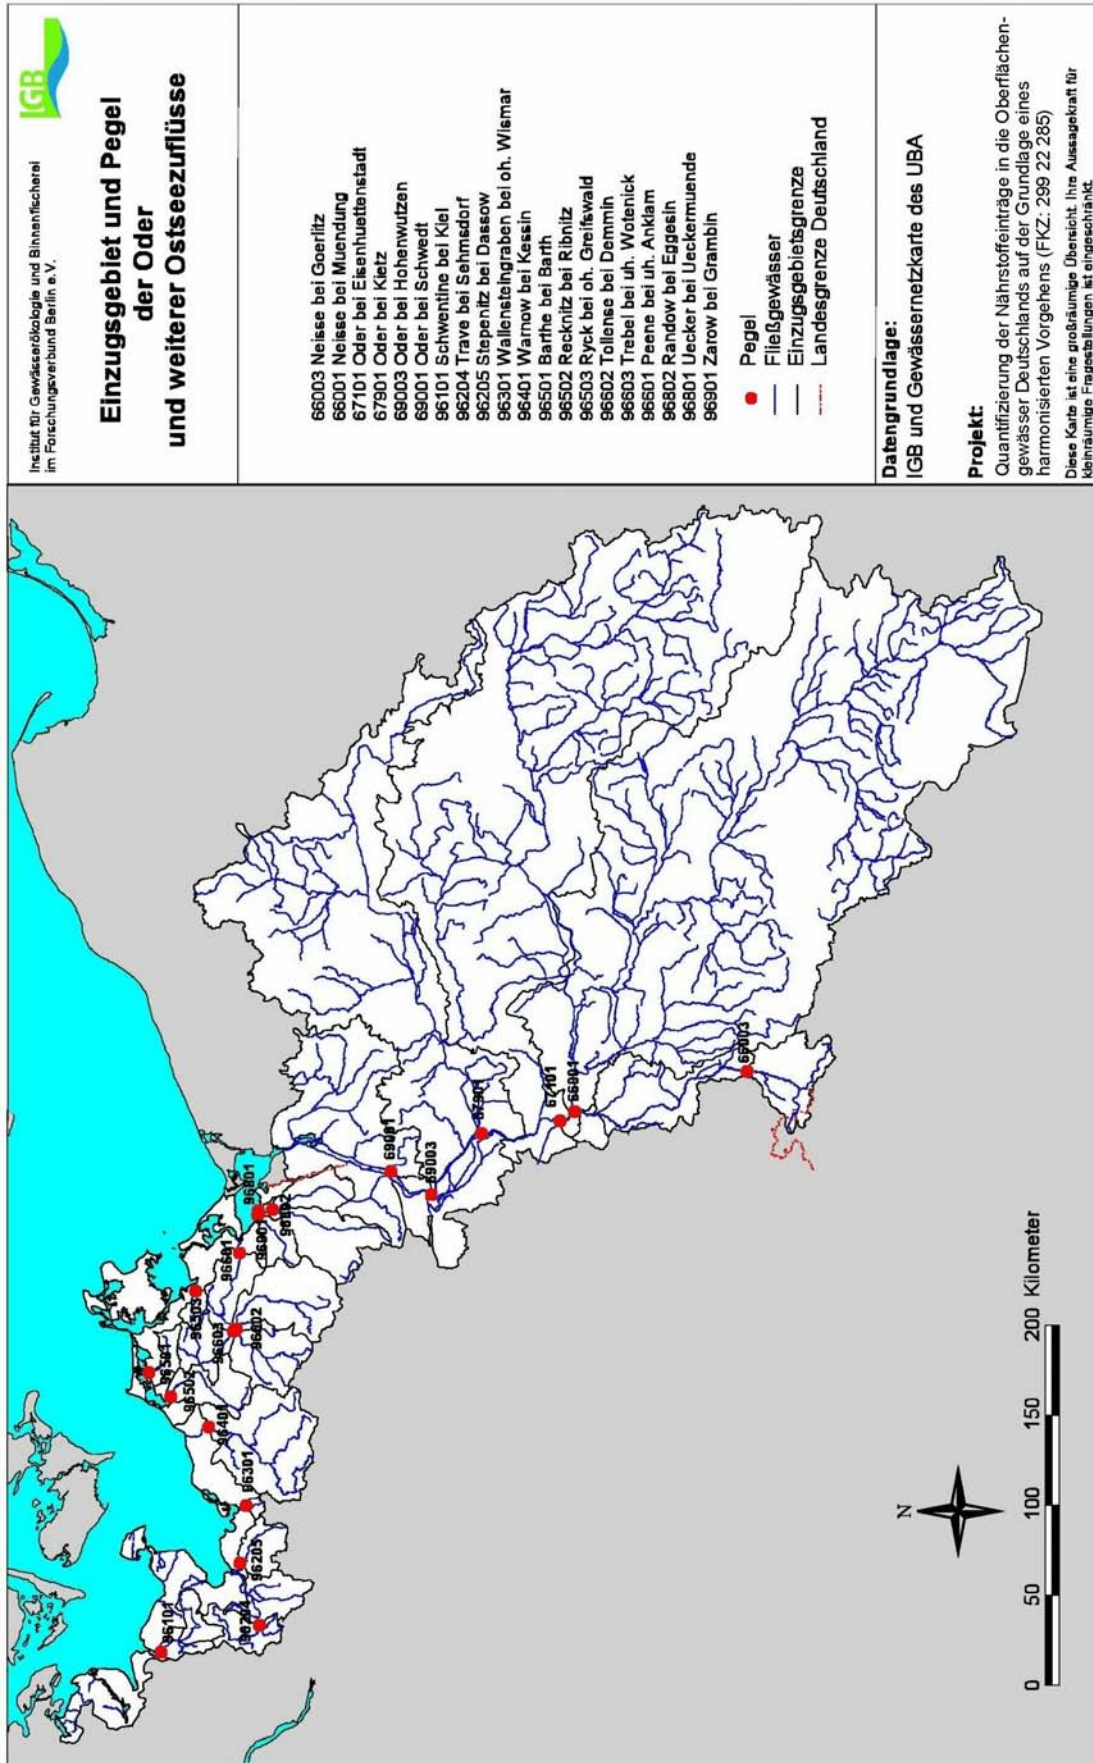 IGB
Institut für Gewässerökologie und Binnenfischerei
im Forschungsverbund Berlin e.V.
Einzugsgebiet und Pegel
der Oder
und weiterer Ostseezuflüsse
66003 Neisse bei Goerlitz
66001 Neisse bei Muendung
67101 Oder bei Eisenhuettenstadt
67901 Oder bei Kietz
69003 Oder bei Hohenwutzen
69001 Oder bei Schwedt
96101 Schwentine bei Kiel
96204 Trave bei Sehmsdorf
96205 Stepenitz bei Dassow
96301 Wallensteingraben bei oh. Wismar
96401 Warnow bei Kessin
96501 Barthe bei Barth
96502 Recknitz bei Ribnitz
96503 Ryck bei oh. Greifswald
96602 Tollense bei Demmin
96603 Trebel bei uh. Wotenick
96601 Peene bei uh. Anklam
96802 Randow bei Eggesin
96801 Uecker bei Ueckermuende
96901 Zarow bei Grambin
Pegel
Fließgewässer
Einzugsgebietsgrenze
Landesgrenze Deutschland
Datengrundlage:
IGB und Gewässernetzkarte des UBA
Projekt:
Quantifizierung der Nährstoffeinträge in die Oberflächen-
gewässer Deutschlands auf der Grundlage eines
harmonisierten Vorgehens (FKZ: 299 22 285)
Diese Karte ist eine großräumige Übersicht. Ihre Aussagekraft für
kleinräumige Fragestellungen ist eingeschränkt.
96101
96204
96205
96301
96401
96502
96501
96503
96603
96602
96601
96901
96801
96802
69001
69003
67901
67101
66001
66003
N
0 50 100 150 200 Kilometer